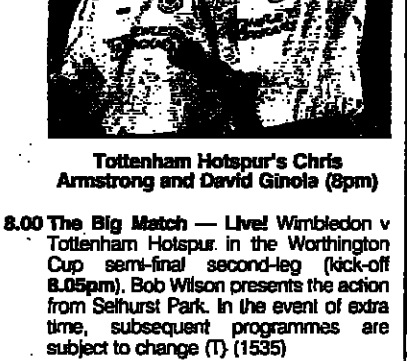 Tottenham Hotspur's Chris
Armstrong and David Ginola (8pm)
8.00 The Big Match — Live! Wimbledon v
Tottenham Hotspur. in the Worthington
Cup semi-final second-leg (kick-off
8.05pm). Bob Wilson presents the action
from Selhurst Park. In the event of extra
time, subsequent programmes are
subject to change (T) (1535)